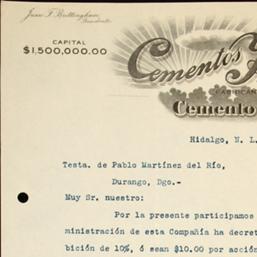 Juan F. Brittingham
Presidente
CAPITAL
$1,500,000.00
Cementos
FABRICAN
Cemento
Hidalgo, N. L.
Testa. de Pablo Martínez del Río,
Durango, Dgo.-
Muy Sr. nuestro:
Por la presente participamos
ministración de esta Compañía ha decret
bición de 10%, ó sean $10.00 por acción